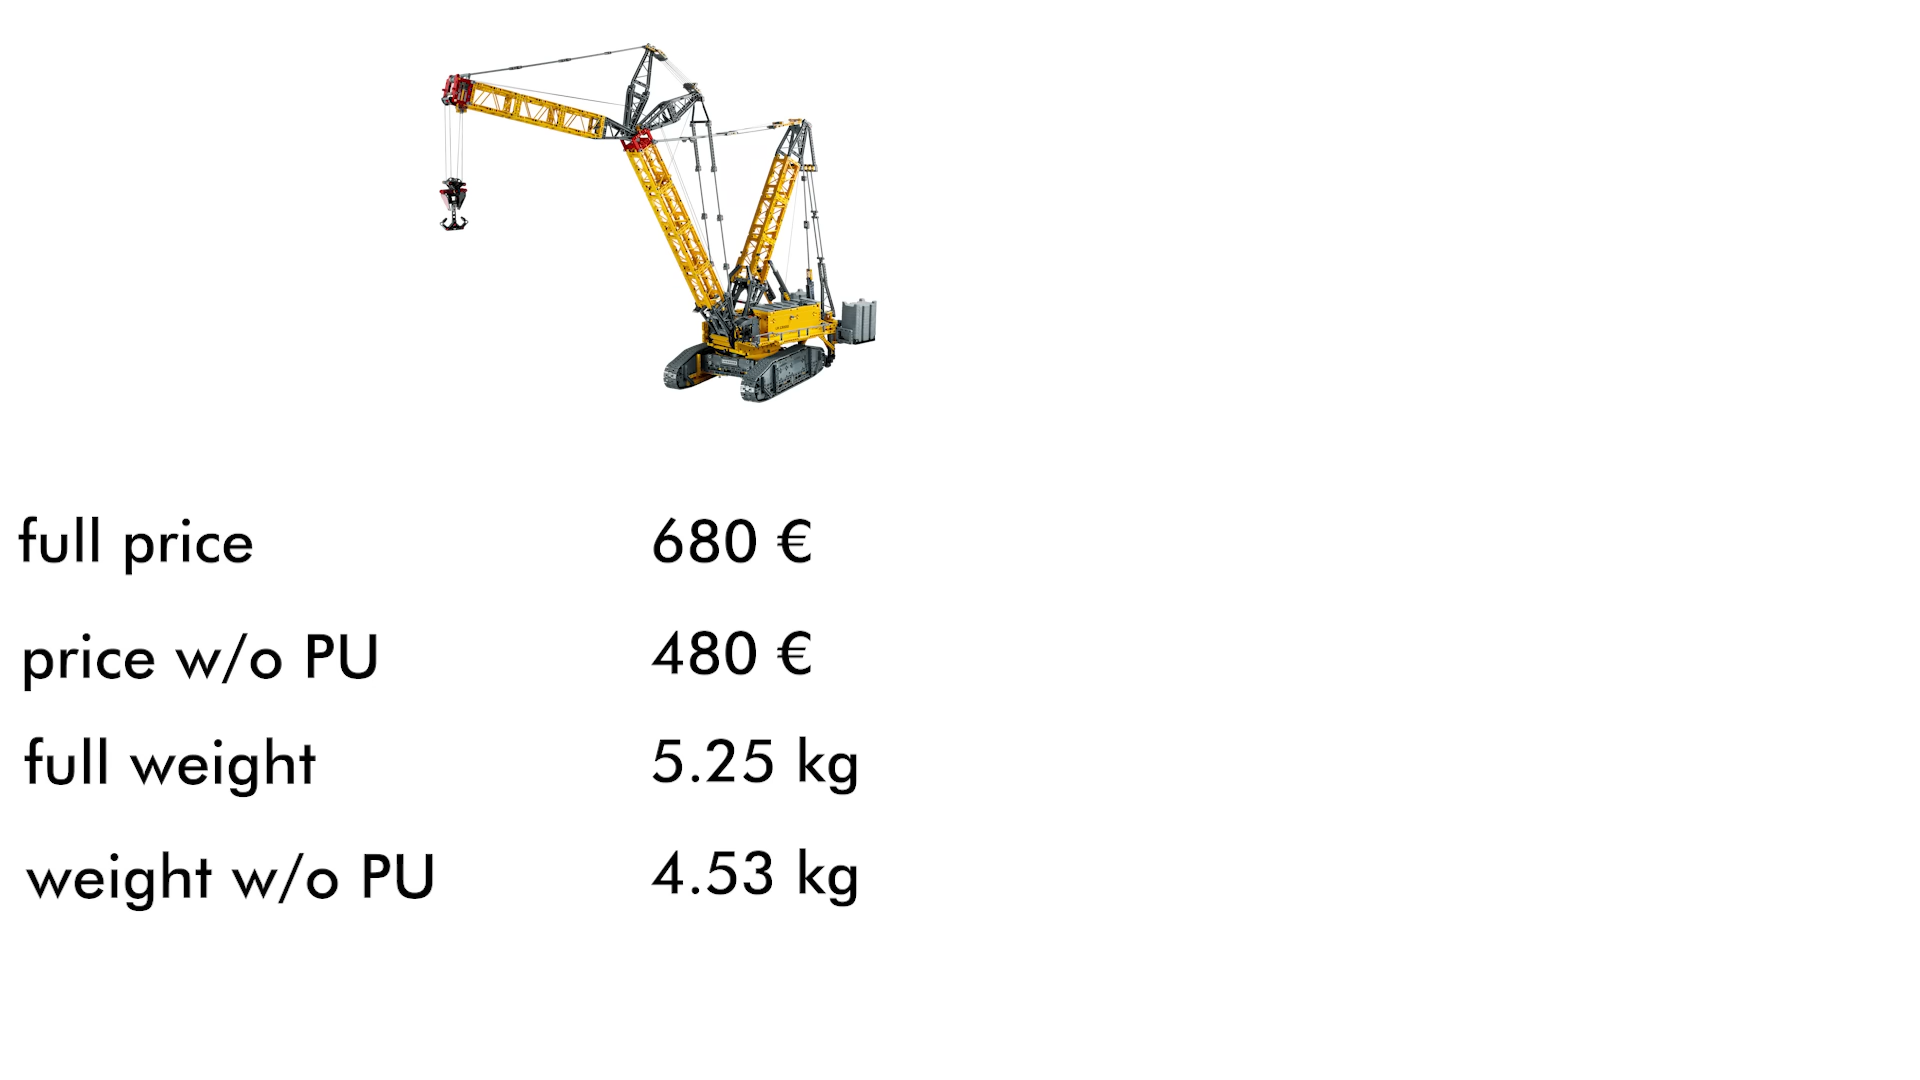 full price 680 €
price w/o PU 480 €
full weight 5.25 kg
weight w/o PU 4.53 kg